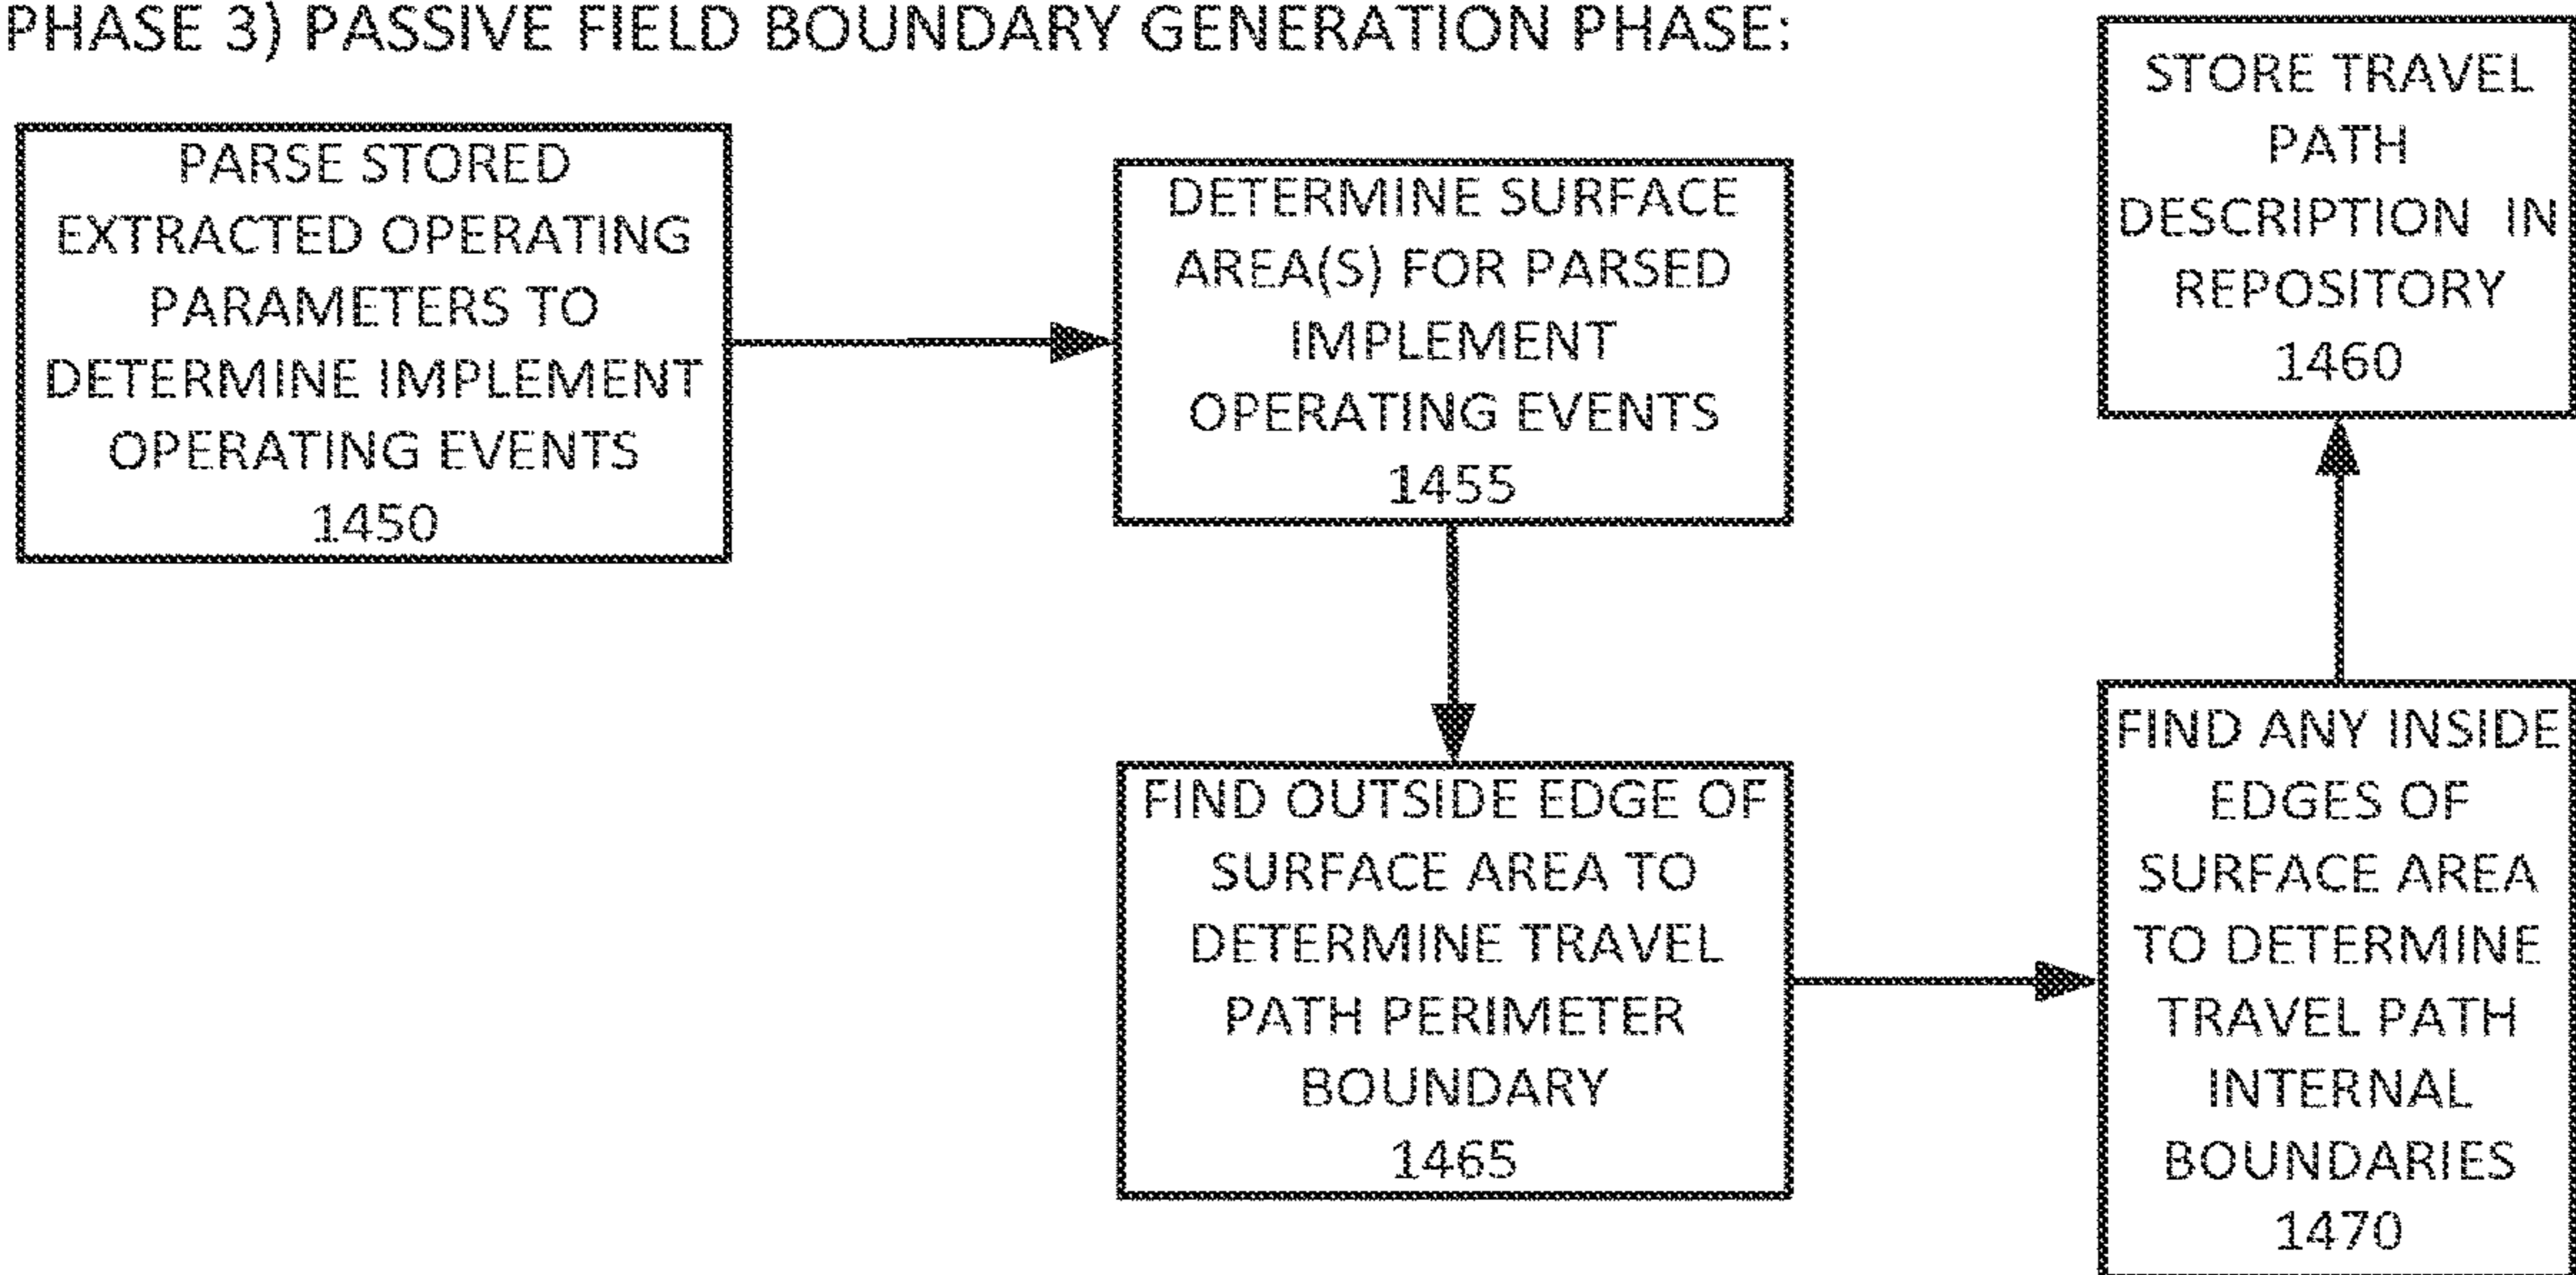 PHASE 3) PASSIVE FIELD BOUNDARY GENERATION PHASE:
PARSE STORED
EXTRACTED OPERATING
PARAMETERS TO
DETERMINE IMPLEMENT
OPERATING EVENTS
1450
DETERMINE SURFACE
AREA(S) FOR PARSED
IMPLEMENT
OPERATING EVENTS
1455
FIND OUTSIDE EDGE OF
SURFACE AREA TO
DETERMINE TRAVEL
PATH PERIMETER
BOUNDARY
1465
FIND ANY INSIDE
EDGES OF
SURFACE AREA
TO DETERMINE
TRAVEL PATH
INTERNAL
BOUNDARIES
1470
STORE TRAVEL
PATH
DESCRIPTION IN
REPOSITORY
1460